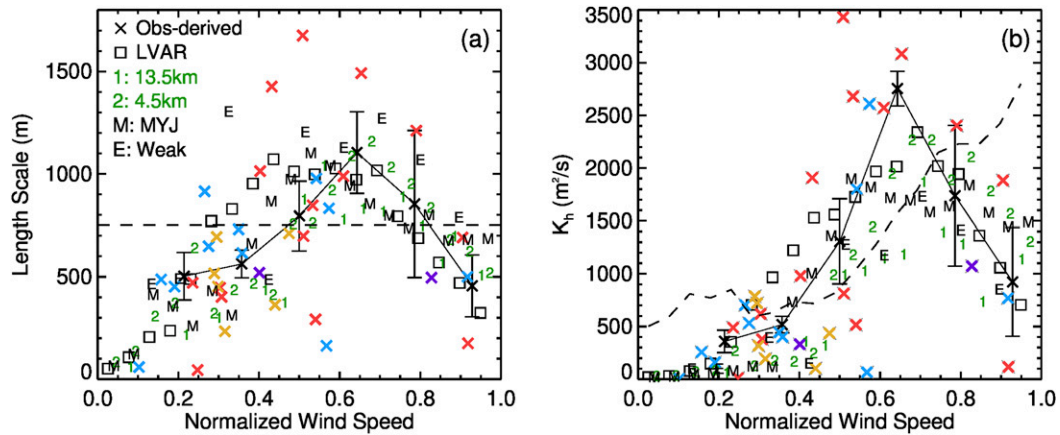 (a)
× Obs-derived
□ LVAR
1: 13.5km
2: 4.5km
M: MYJ
E: Weak
Length Scale (m)
1500
1000
500
0
0.0 0.2 0.4 0.6 0.8 1.0
Normalized Wind Speed
(b)
K_h (m²/s)
3500
3000
2500
2000
1500
1000
500
0
0.0 0.2 0.4 0.6 0.8 1.0
Normalized Wind Speed